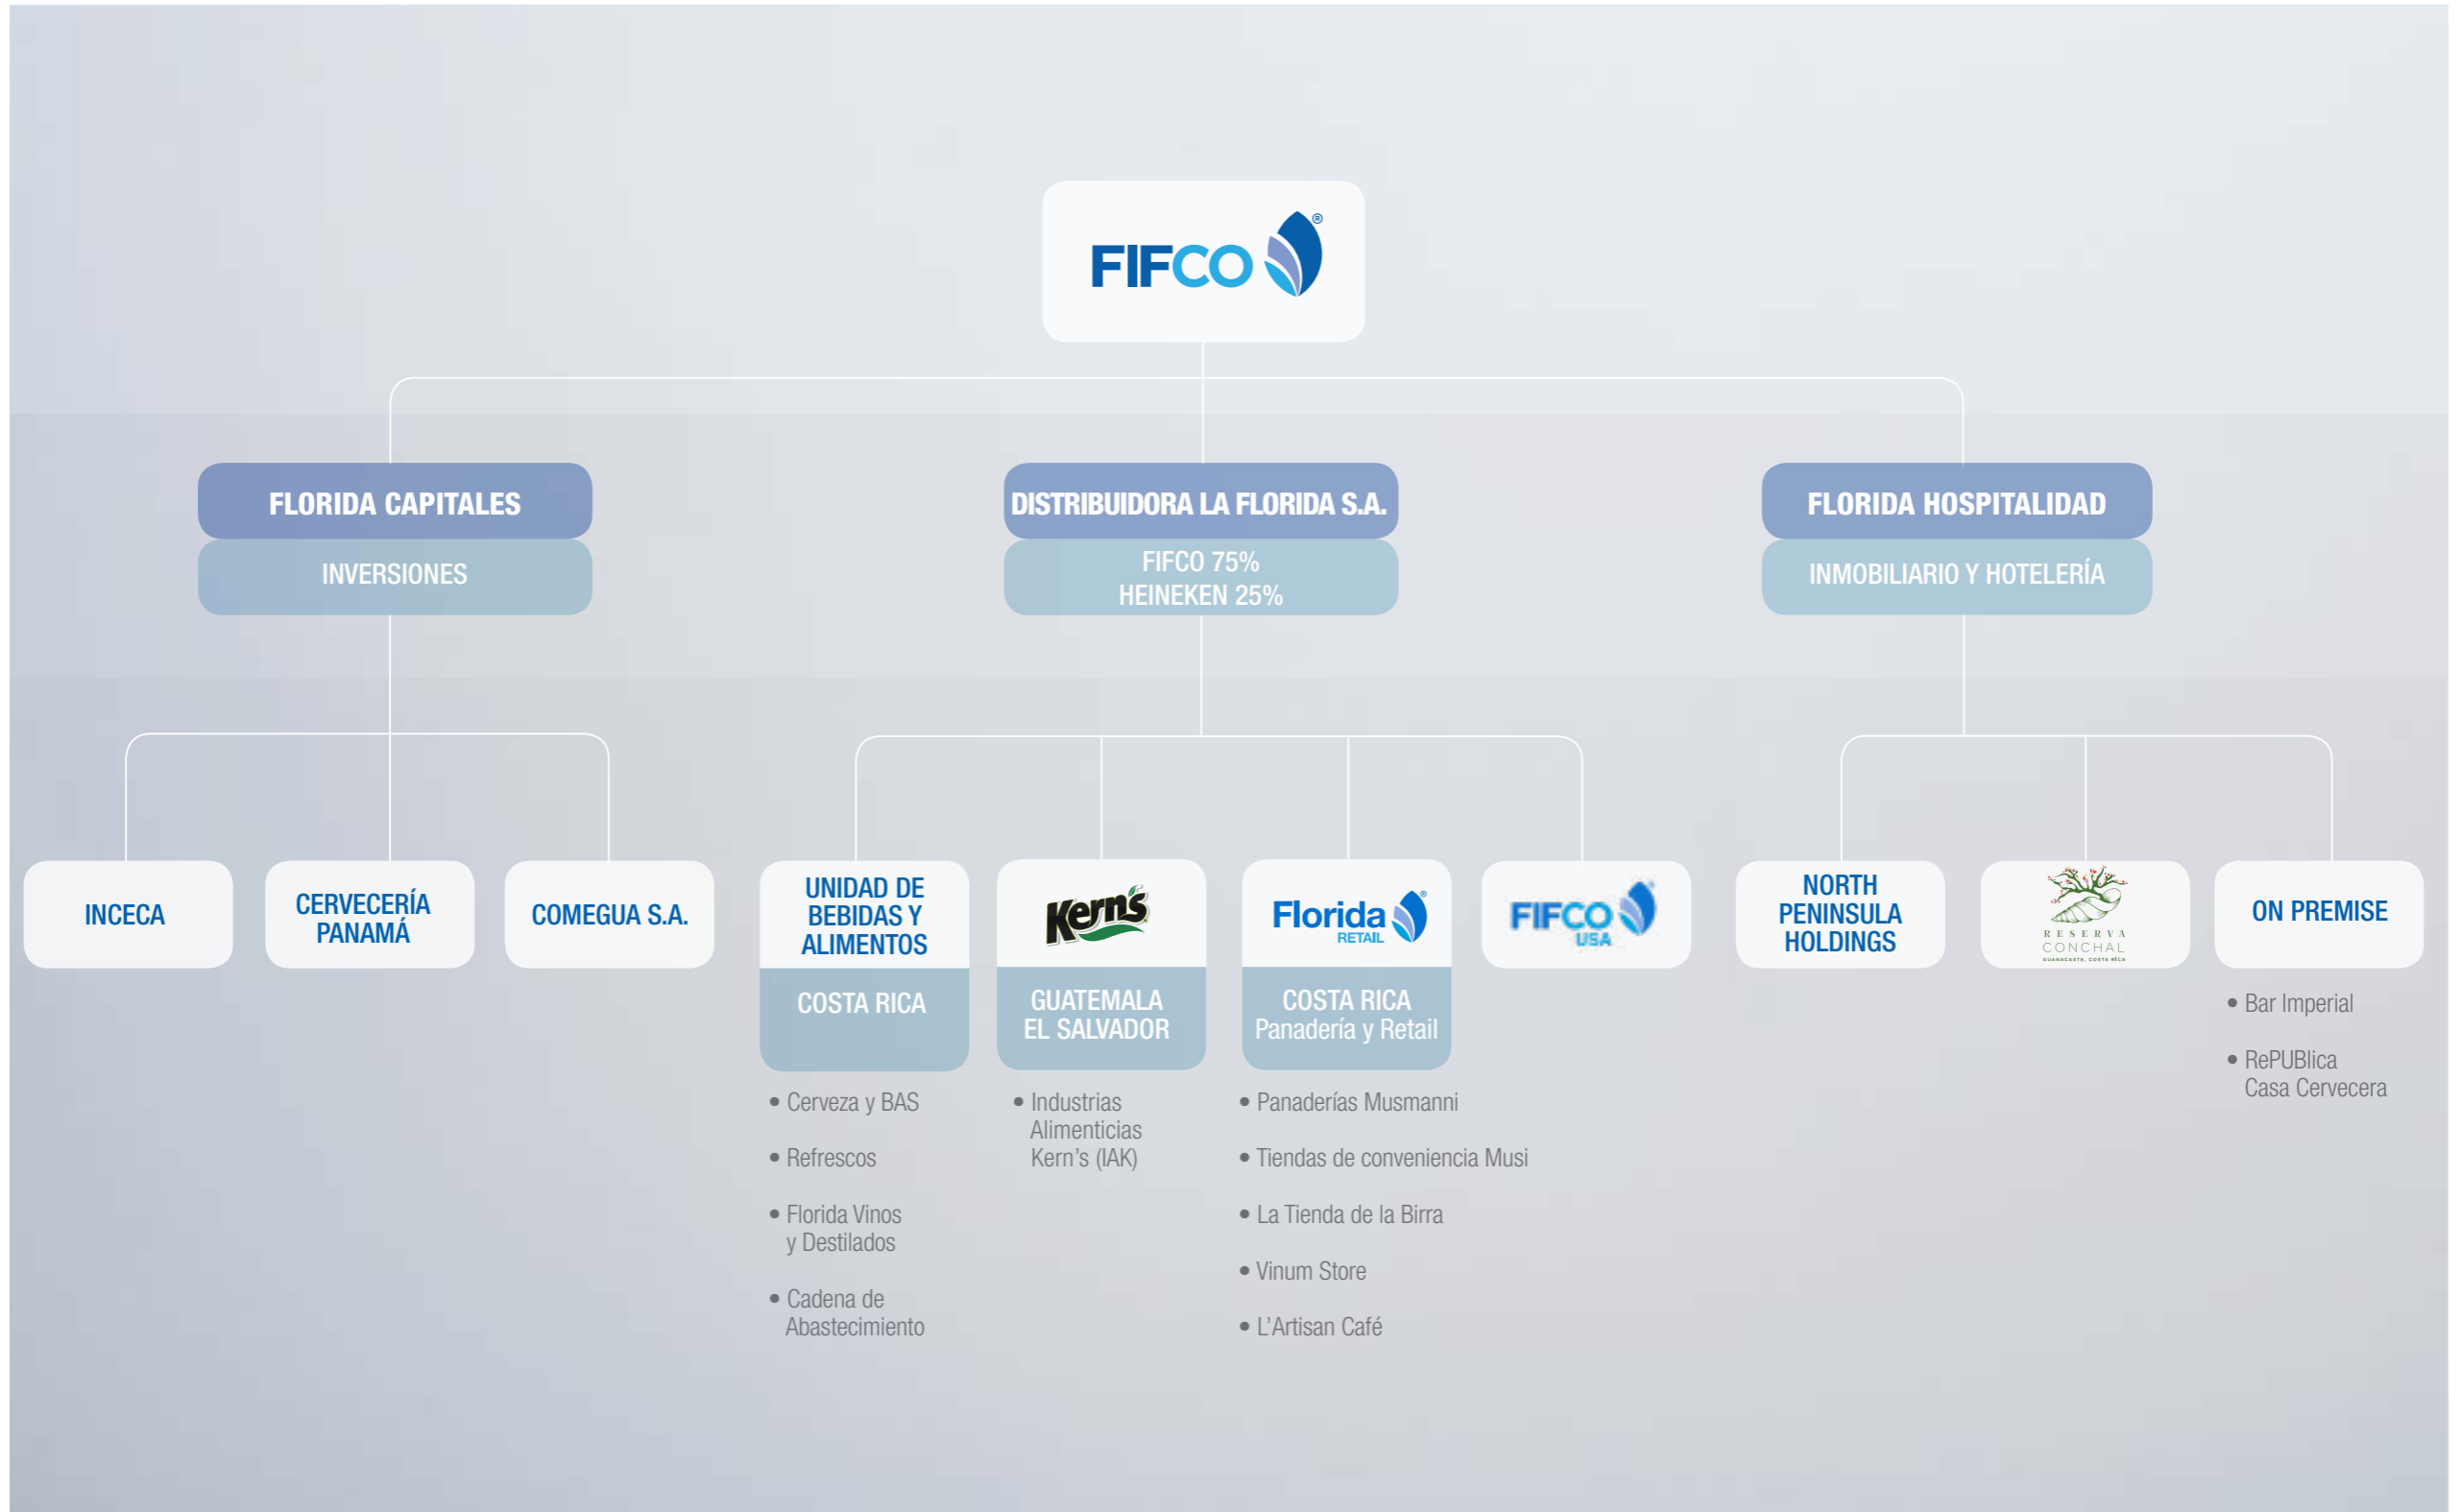 FIFCO ®
FLORIDA CAPITALES
INVERSIONES
DISTRIBUIDORA LA FLORIDA S.A.
FIFCO 75%
HEINEKEN 25%
FLORIDA HOSPITALIDAD
INMOBILIARIO Y HOTELERÍA
INCECA
CERVECERÍA
PANAMÁ
COMEGUA S.A.
UNIDAD DE
BEBIDAS Y
ALIMENTOS
COSTA RICA
• Cerveza y BAS
• Refrescos
• Florida Vinos
y Destilados
• Cadena de
Abastecimiento
Kern's
GUATEMALA
EL SALVADOR
• Industrias
Alimenticias
Kern's (IAK)
Florida ®
RETAIL
COSTA RICA
Panadería y Retail
• Panaderías Musmanni
• Tiendas de conveniencia Musi
• La Tienda de la Birra
• Vinum Store
• L'Artisan Café
FIFCO
USA
NORTH
PENINSULA
HOLDINGS
RESERVA
CONCHAL
GUANACASTE, COSTA RICA
ON PREMISE
• Bar Imperial
• RePUBlica
Casa Cervecera